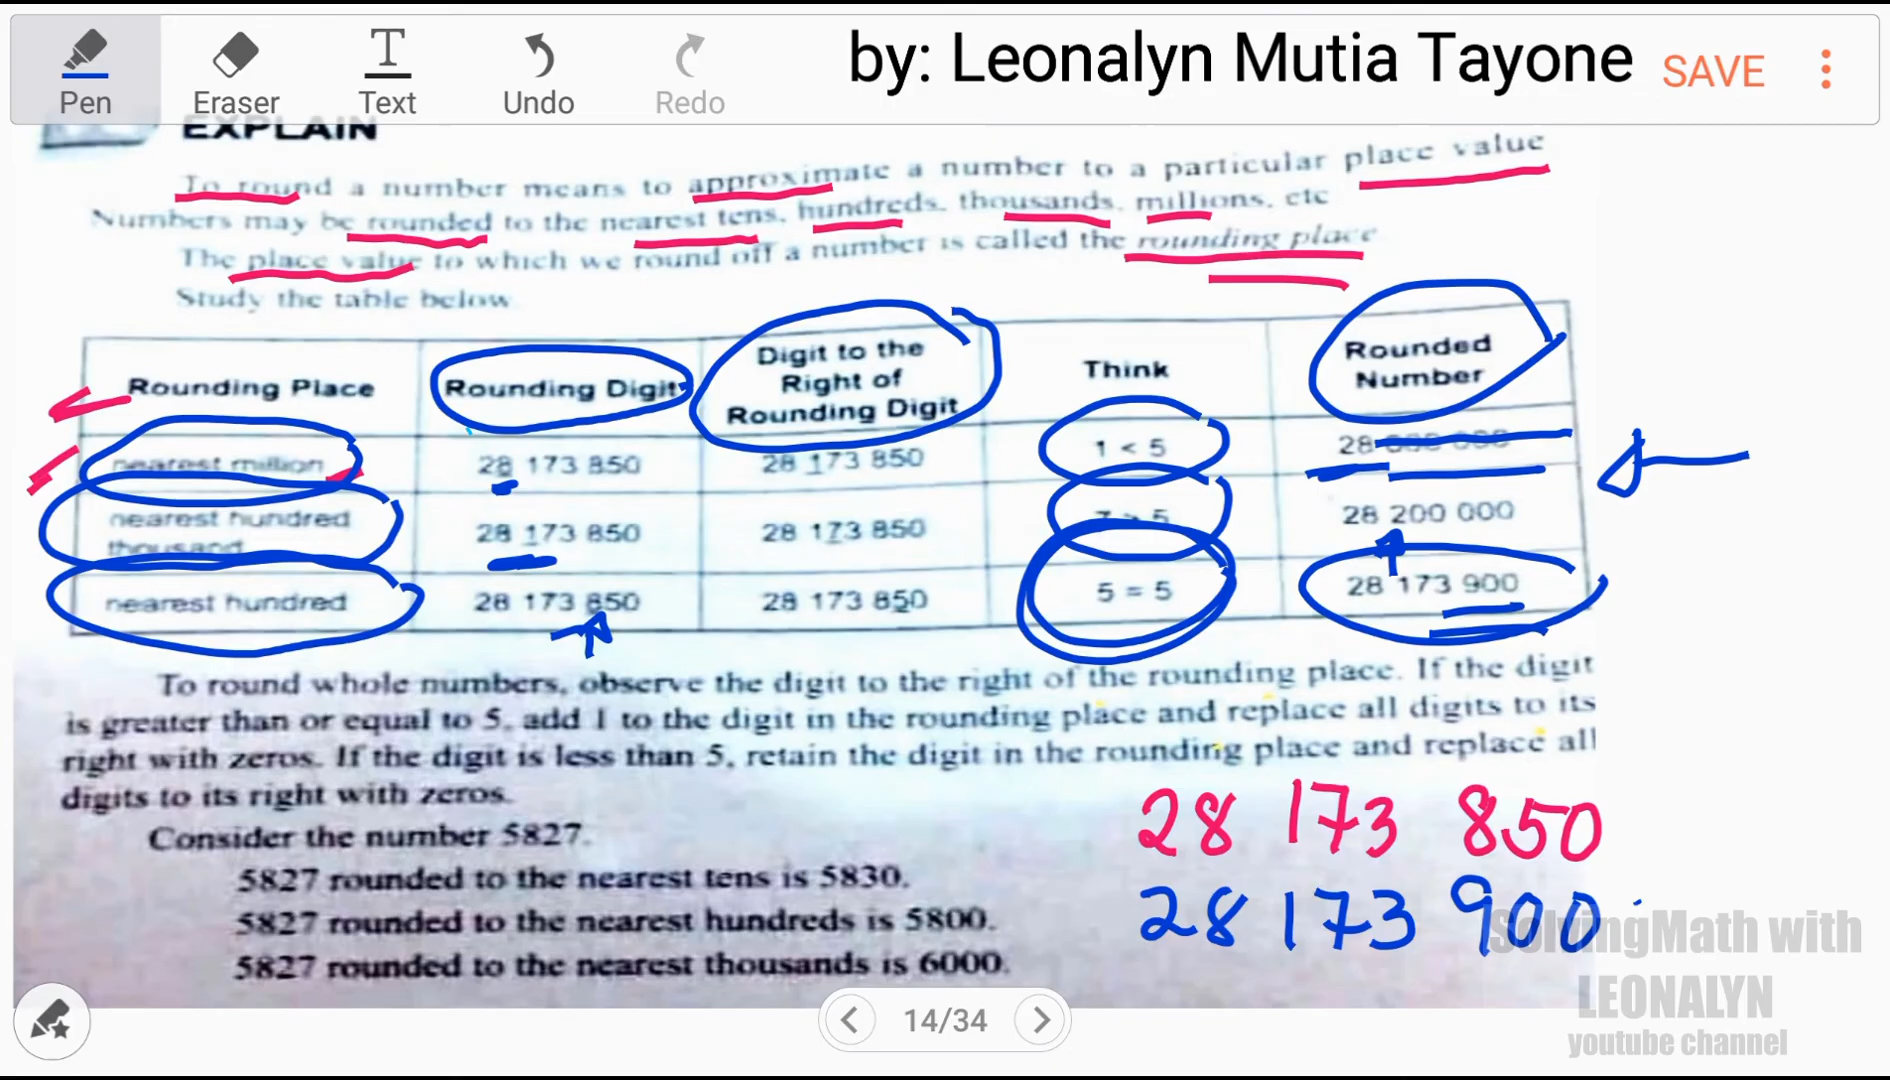 by: Leonalyn Mutia Tayone
SAVE
Pen
Eraser
Text
Undo
Redo
EXPLAIN
To round a number means to approximate a number to a particular place value
Numbers may be rounded to the nearest tens, hundreds, thousands, millions, etc
The place value to which we round off a number is called the rounding place
Study the table below
Rounding Place Rounding Digit Digit to the Right of Rounding Digit Think Rounded Number
nearest million 28 173 850 28 173 850 1 < 5 28 000 000
nearest hundred thousand 28 173 850 28 173 850 7 > 5 28 200 000
nearest hundred 28 173 850 28 173 850 5 = 5 28 173 900
To round whole numbers, observe the digit to the right of the rounding place. If the digit
is greater than or equal to 5, add 1 to the digit in the rounding place and replace all digits to its
right with zeros. If the digit is less than 5, retain the digit in the rounding place and replace all
digits to its right with zeros.
Consider the number 5827.
5827 rounded to the nearest tens is 5830.
5827 rounded to the nearest hundreds is 5800.
5827 rounded to the nearest thousands is 6000.
28 173 850
28 173 900
SolvingMath with
LEONALYN
youtube channel
14/34